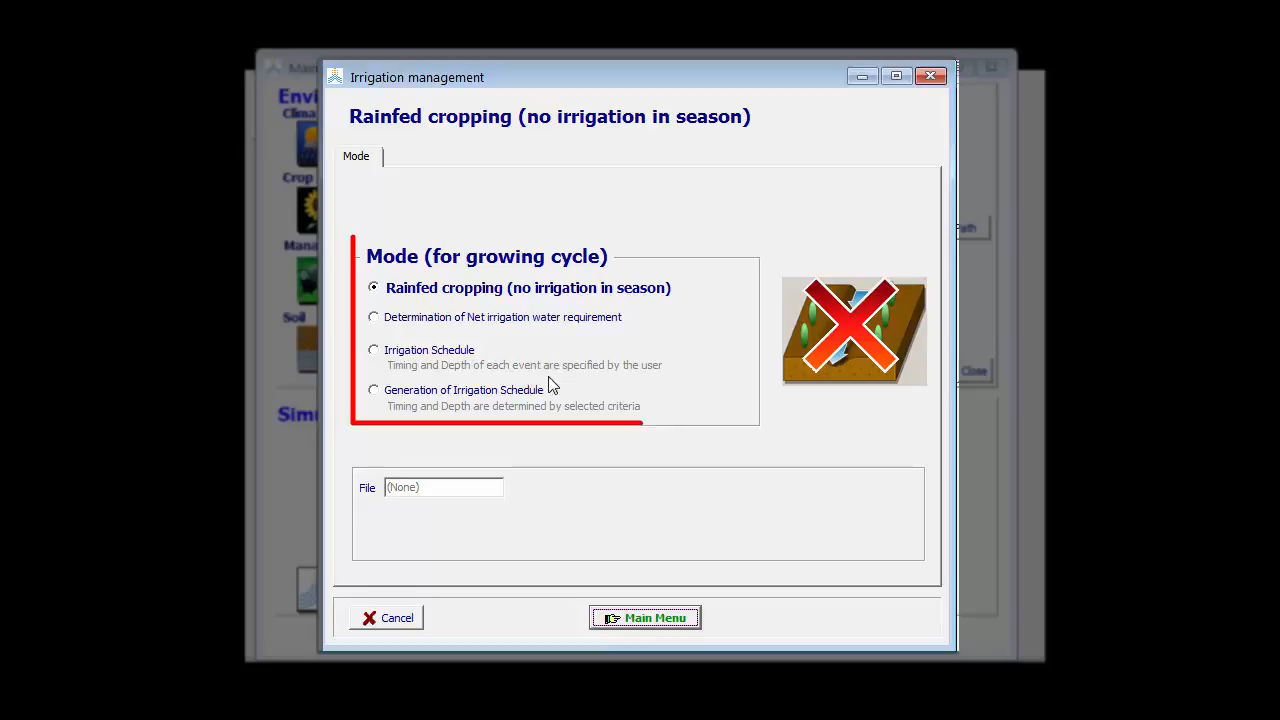 Irrigation management
Rainfed cropping (no irrigation in season)
Mode
Mode (for growing cycle)
Rainfed cropping (no irrigation in season)
Determination of Net irrigation water requirement
Irrigation Schedule
Timing and Depth of each event are specified by the user
Generation of Irrigation Schedule
Timing and Depth are determined by selected criteria
File (None)
Cancel
Main Menu
Main
Envi
Clima
Crop
Mana
Soil
Simu
Path
Close